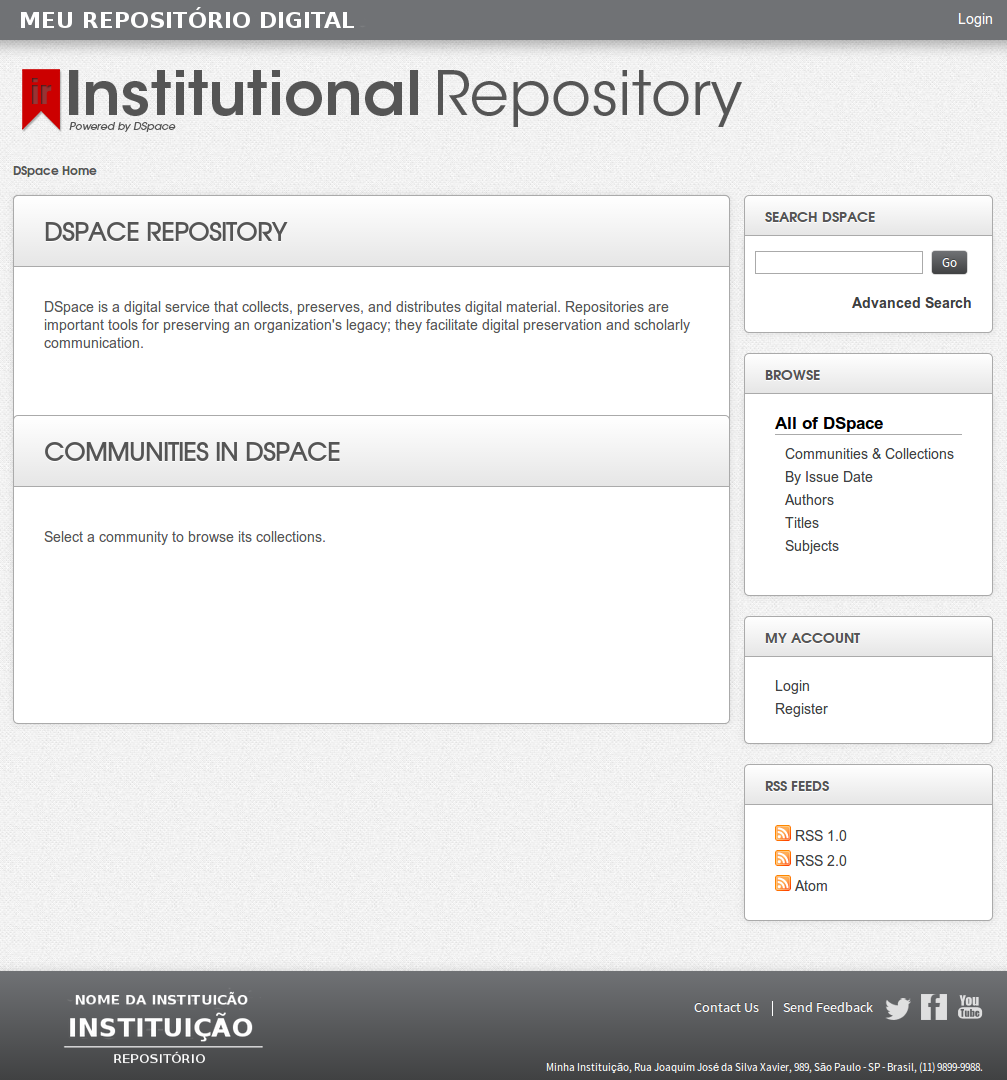 MEU REPOSITÓRIO DIGITAL
Login
ir
Institutional Repository
Powered by DSpace
DSpace Home
DSPACE REPOSITORY
DSpace is a digital service that collects, preserves, and distributes digital material. Repositories are
important tools for preserving an organization's legacy; they facilitate digital preservation and scholarly
communication.
COMMUNITIES IN DSPACE
Select a community to browse its collections.
SEARCH DSPACE
Go
Advanced Search
BROWSE
All of DSpace
Communities & Collections
By Issue Date
Authors
Titles
Subjects
MY ACCOUNT
Login
Register
RSS FEEDS
RSS 1.0
RSS 2.0
Atom
NOME DA INSTITUICÃO
INSTITUIÇÃO
REPOSITÓRIO
Contact Us | Send Feedback
You
Tube
Minha Instituição, Rua Joaquim José da Silva Xavier, 989, São Paulo - SP - Brasil, (11) 9899-9988.